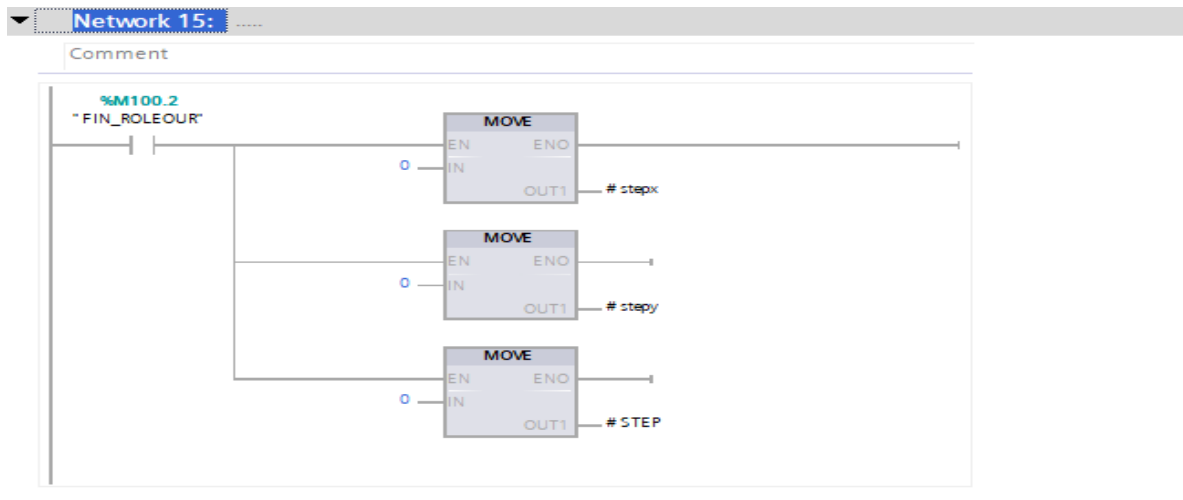 Network 15: .....
Comment
%M100.2
"FIN_ROLEOUR"
MOVE
EN ENO
0 IN
OUT1 #stepx
MOVE
EN ENO
0 IN
OUT1 #stepy
MOVE
EN ENO
0 IN
OUT1 #STEP